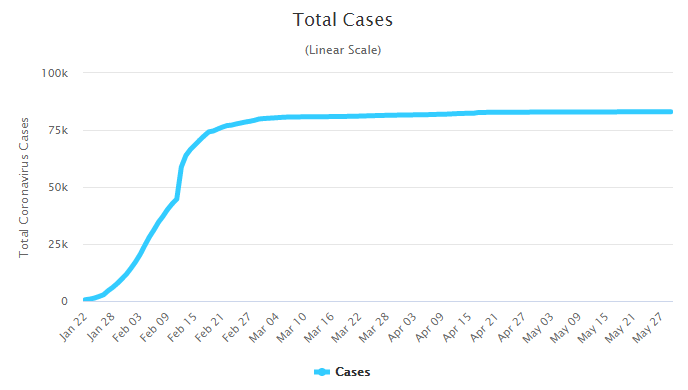 Total Cases
(Linear Scale)
Total Coronavirus Cases
100k
75k
50k
25k
0
Jan 22
Jan 28
Feb 03
Feb 09
Feb 15
Feb 21
Feb 27
Mar 04
Mar 10
Mar 16
Mar 22
Mar 28
Apr 03
Apr 09
Apr 15
Apr 21
Apr 27
May 03
May 09
May 15
May 21
May 27
Cases